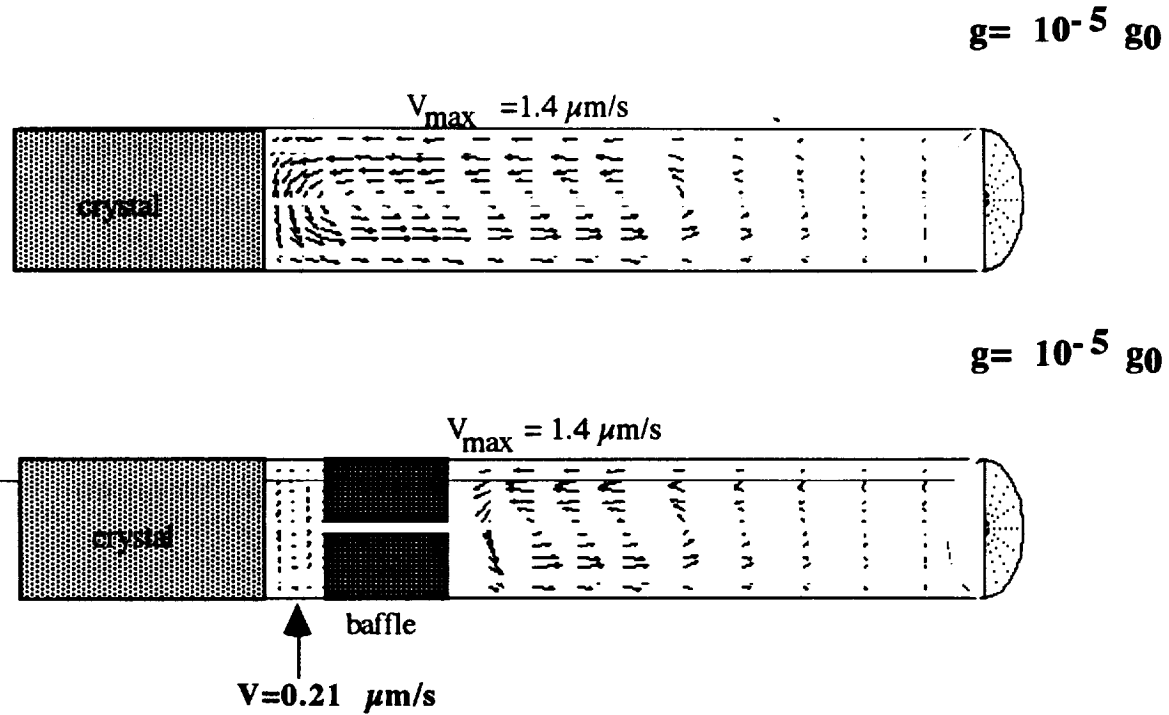 g= 10⁻⁵ g0
Vmax =1.4 μm/s
crystal
g= 10⁻⁵ g0
Vmax = 1.4 μm/s
crystal
baffle
V=0.21 μm/s